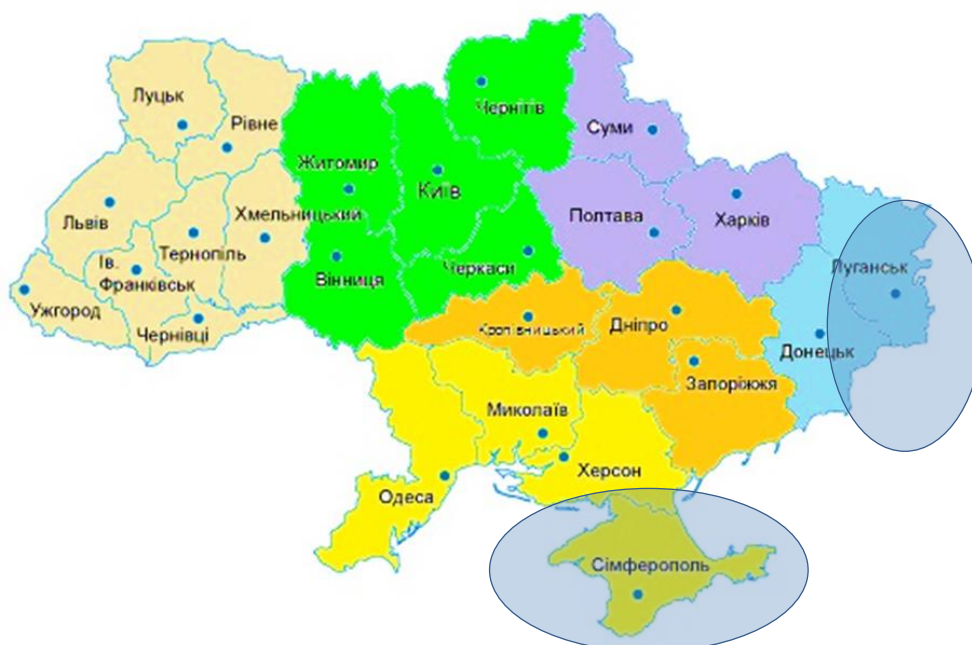 Луцьк
Рівне
Чернігів
Суми
Житомир
Київ
Львів
Хмельницький
Полтава
Харків
Тернопіль
Ів.
Франківськ
Вінниця
Черкаси
Луганськ
Ужгород
Чернівці
Кропівницький
Дніпро
Донецьк
Запоріжжя
Миколаїв
Херсон
Одеса
Сімферополь